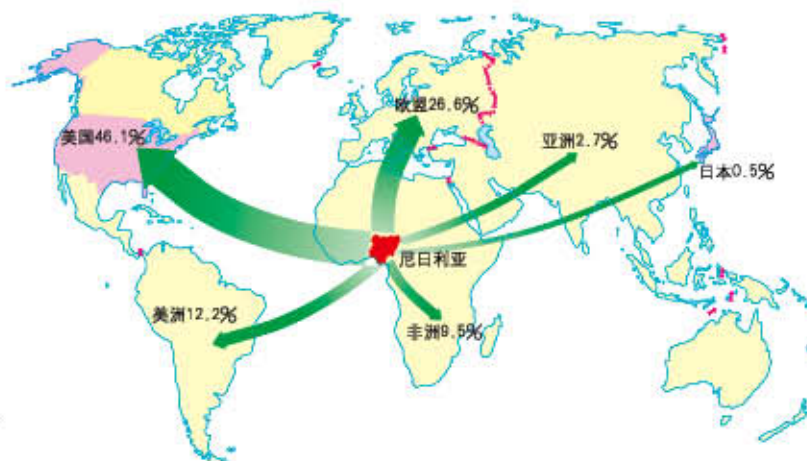 欧盟26.6%
美国46.1%
亚洲2.7%
日本0.5%
尼日利亚
美洲12.2%
非洲9.5%